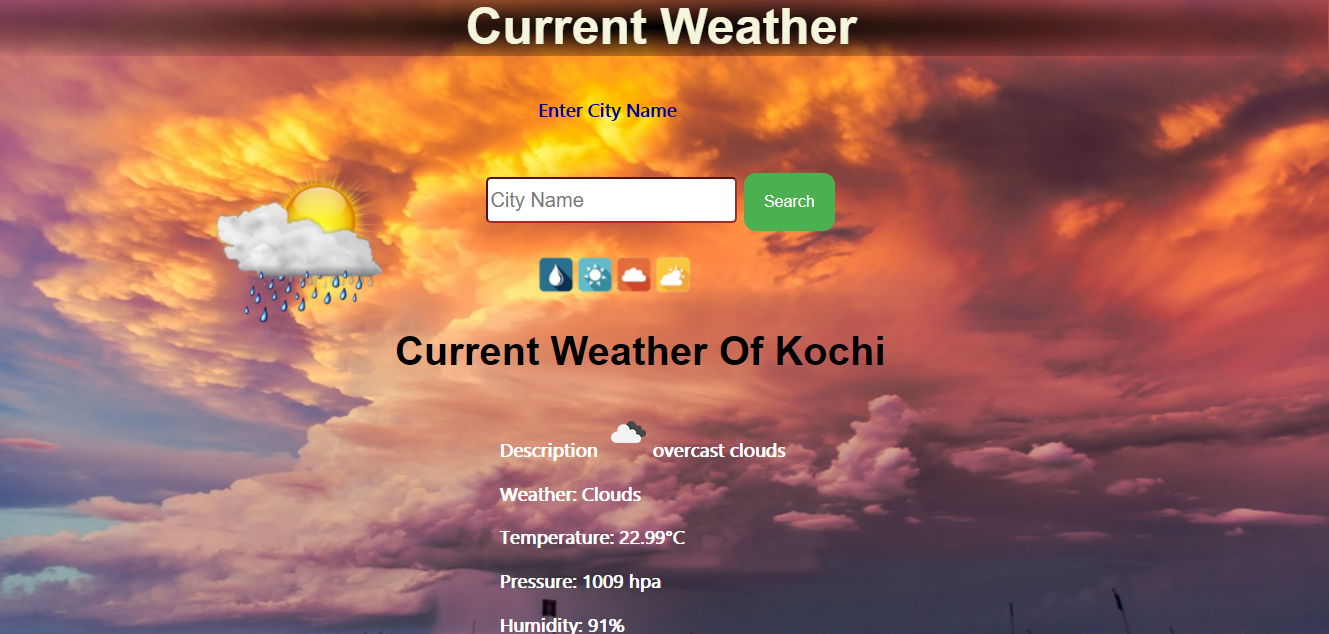 Current Weather
Enter City Name
City Name
Search
Current Weather Of Kochi
Description overcast clouds
Weather: Clouds
Temperature: 22.99°C
Pressure: 1009 hpa
Humidity: 91%